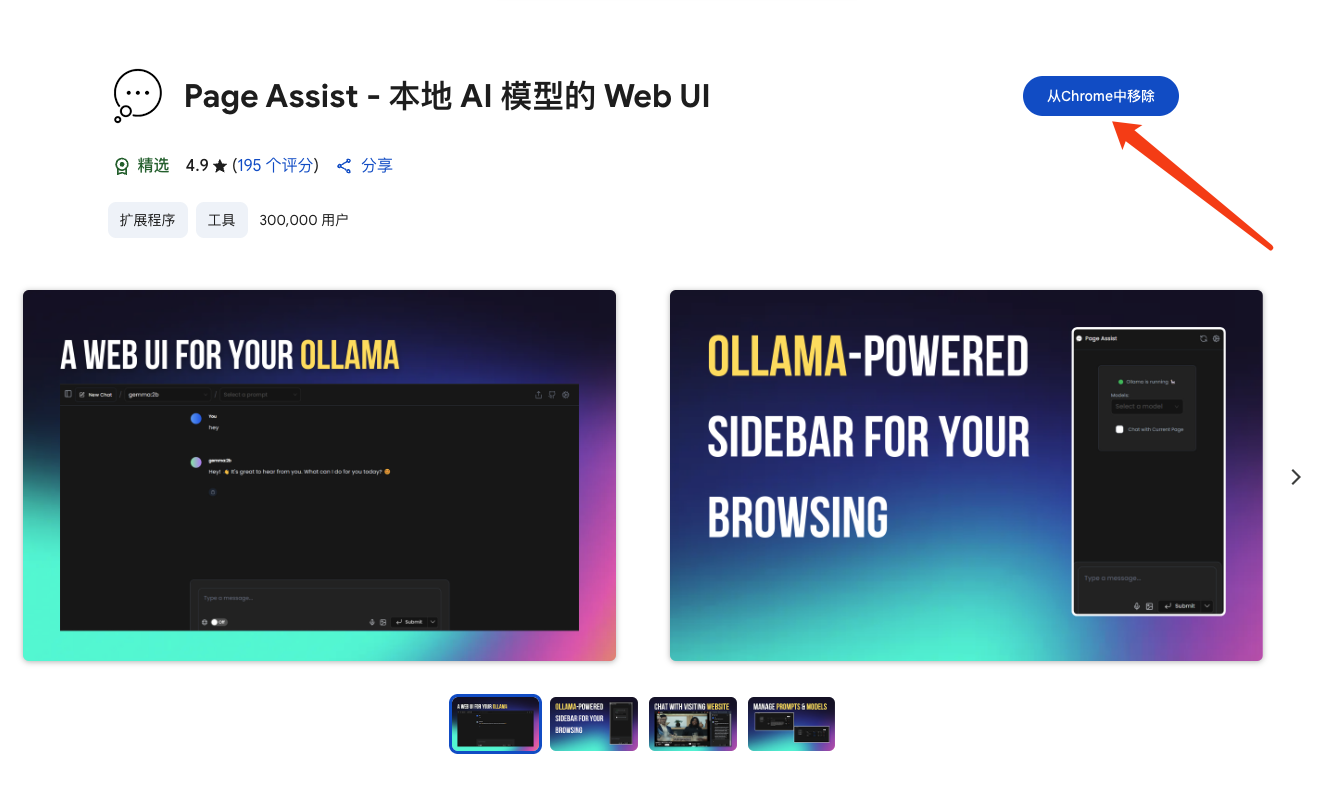 Page Assist - 本地 AI 模型的 Web UI
从Chrome中移除
精选 4.9 ★ (195 个评分) 分享
扩展程序 工具 300,000 用户
A WEB UI FOR YOUR OLLAMA
New Chat / gemma:2b / Select a prompt
You
hey
gemma:2b
Hey! 👋 It's great to hear from you. What can I do for you today? 😊
Type a message...
Off
Submit
OLLAMA-POWERED
SIDEBAR FOR YOUR
BROWSING
Page Assist
Ollama is running 🦙
Models:
Select a model
Chat with Current Page
Type a message...
Submit
A WEB UI FOR YOUR OLLAMA
OLLAMA-POWERED
SIDEBAR FOR YOUR
BROWSING
CHAT WITH VISITING WEBSITE
MANAGE PROMPTS & MODELS